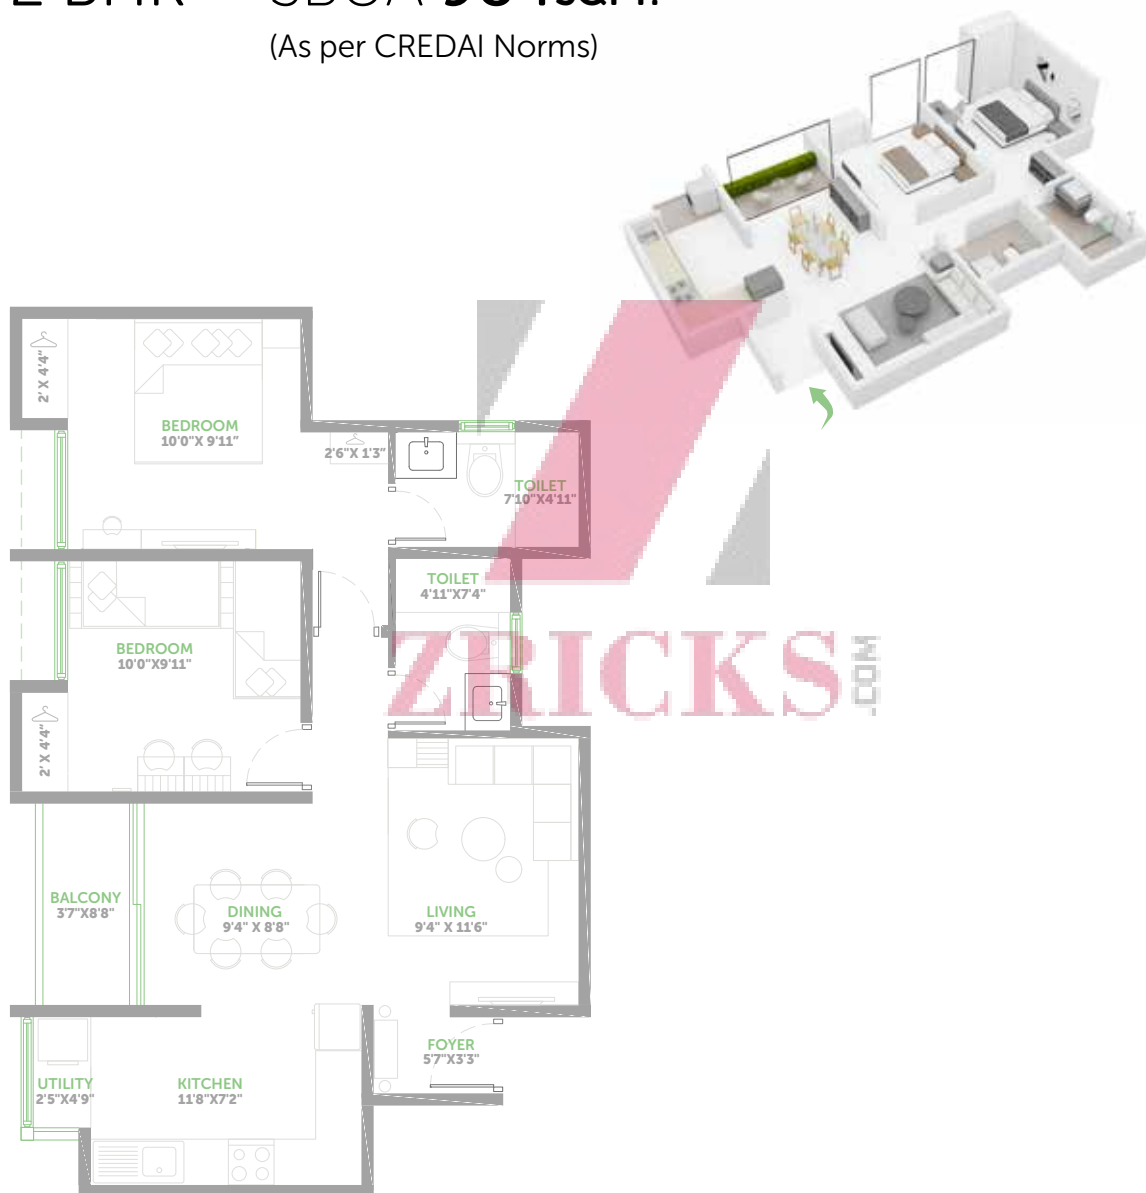 2 BHK
(As per CREDAI Norms)
2' X 4'4"
BEDROOM
10'0"X 9'11"
2'6"X 1'3"
TOILET
7'10"X4'11"
TOILET
4'11"X7'4"
BEDROOM
10'0"X9'11"
2' X 4'4"
ZRICKS
.COM
BALCONY
3'7"X8'8"
DINING
9'4" X 8'8"
LIVING
9'4" X 11'6"
FOYER
5'7"X3'3"
UTILITY
2'5"X4'9"
KITCHEN
11'8"X7'2"